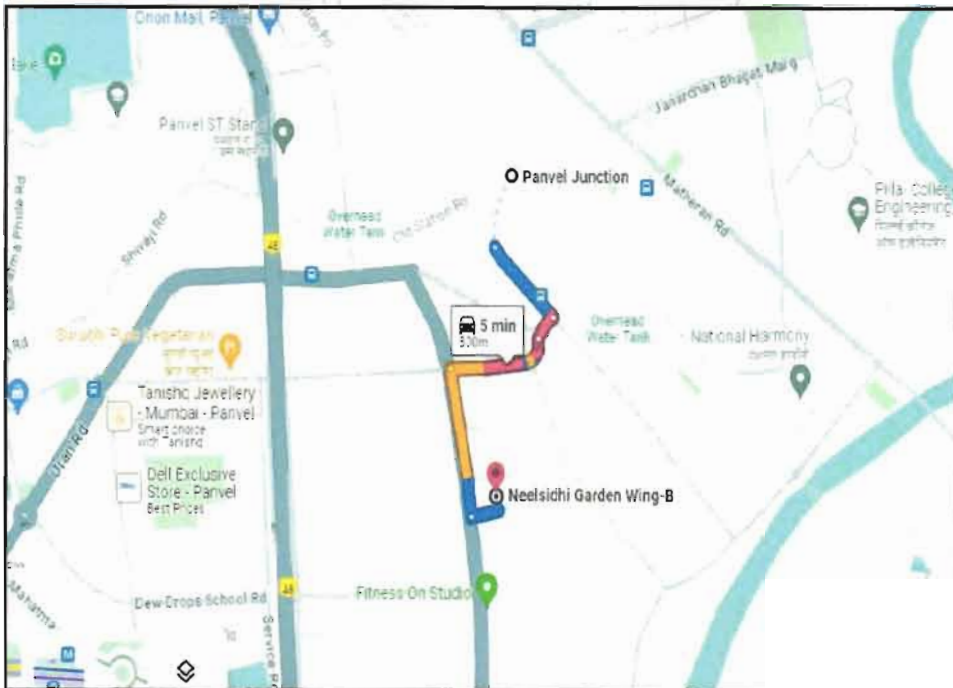 Orion Mall, Panvel
Janardhan Bhagat Marg
Panvel ST Stand
Panvel Junction
Matheran Rd
Pillai College
Engineering
Shivaji Rd
Overhead
Water Tank
Old Station Rd
48
5 min
Overhead
Water Tank
National Harmony
Tanishq Jewellery
- Mumbai - Panvel
Smart choice
with Tanishq
Uran Rd
Dell Exclusive
Store - Panvel
Best Prices
Neelsidhi Garden Wing-B
Fitness On Studio
48
Dew Drops School Rd
Mahatma
Service Rd
M